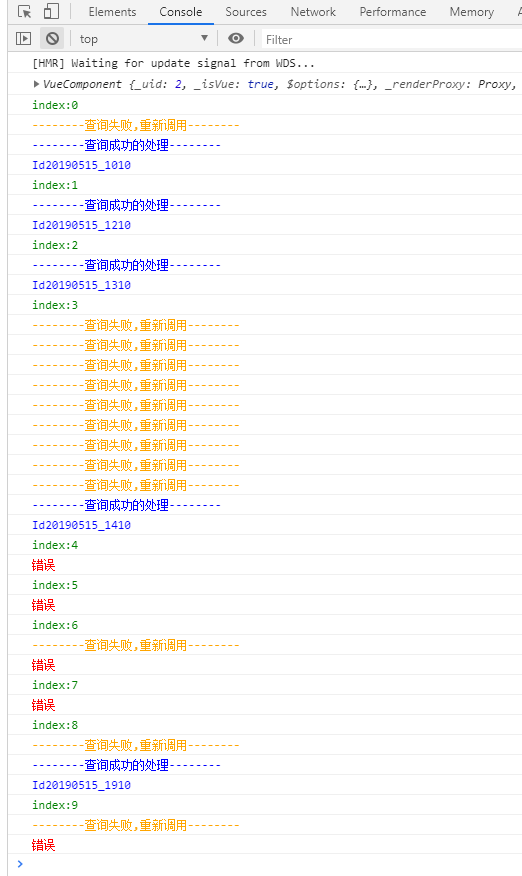 Elements Console Sources Network Performance Memory A
top ▼ Filter
[HMR] Waiting for update signal from WDS...
▶ VueComponent {_uid: 2, _isVue: true, $options: {…}, _renderProxy: Proxy,
index:0
--------查询失败,重新调用--------
--------查询成功的处理--------
Id20190515_1010
index:1
--------查询成功的处理--------
Id20190515_1210
index:2
--------查询成功的处理--------
Id20190515_1310
index:3
--------查询失败,重新调用--------
--------查询失败,重新调用--------
--------查询失败,重新调用--------
--------查询失败,重新调用--------
--------查询失败,重新调用--------
--------查询失败,重新调用--------
--------查询失败,重新调用--------
--------查询失败,重新调用--------
--------查询失败,重新调用--------
--------查询成功的处理--------
Id20190515_1410
index:4
错误
index:5
错误
index:6
--------查询失败,重新调用--------
错误
index:7
错误
index:8
--------查询失败,重新调用--------
--------查询成功的处理--------
Id20190515_1910
index:9
--------查询失败,重新调用--------
错误
>